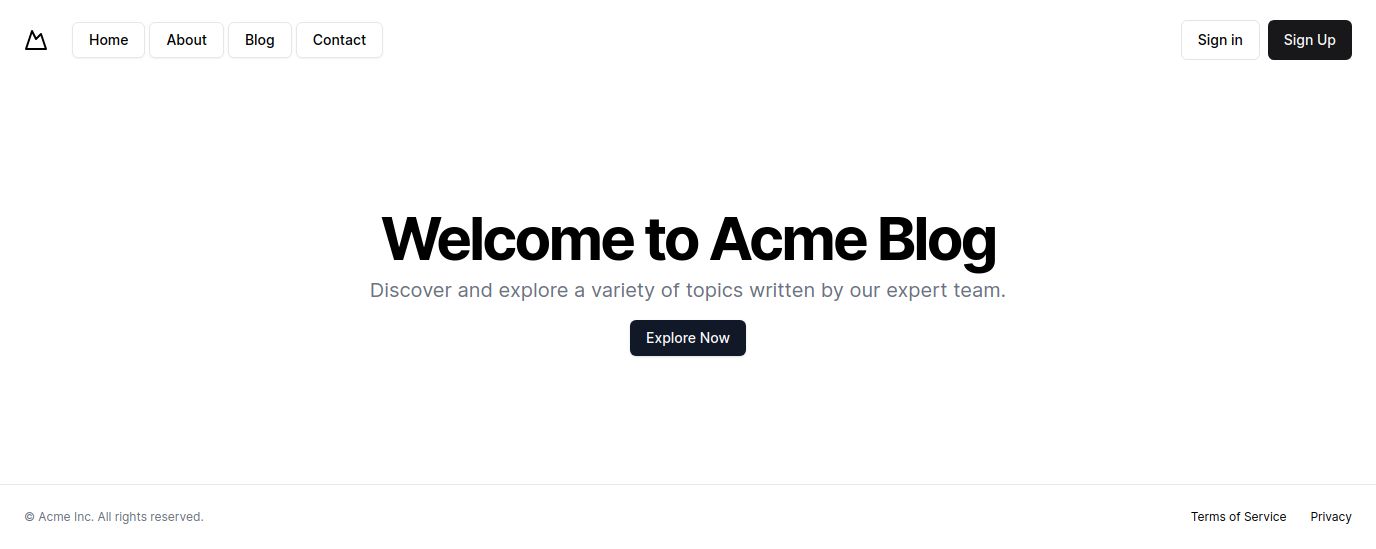 Home About Blog Contact Sign in Sign Up
Welcome to Acme Blog
Discover and explore a variety of topics written by our expert team.
Explore Now
© Acme Inc. All rights reserved. Terms of Service Privacy